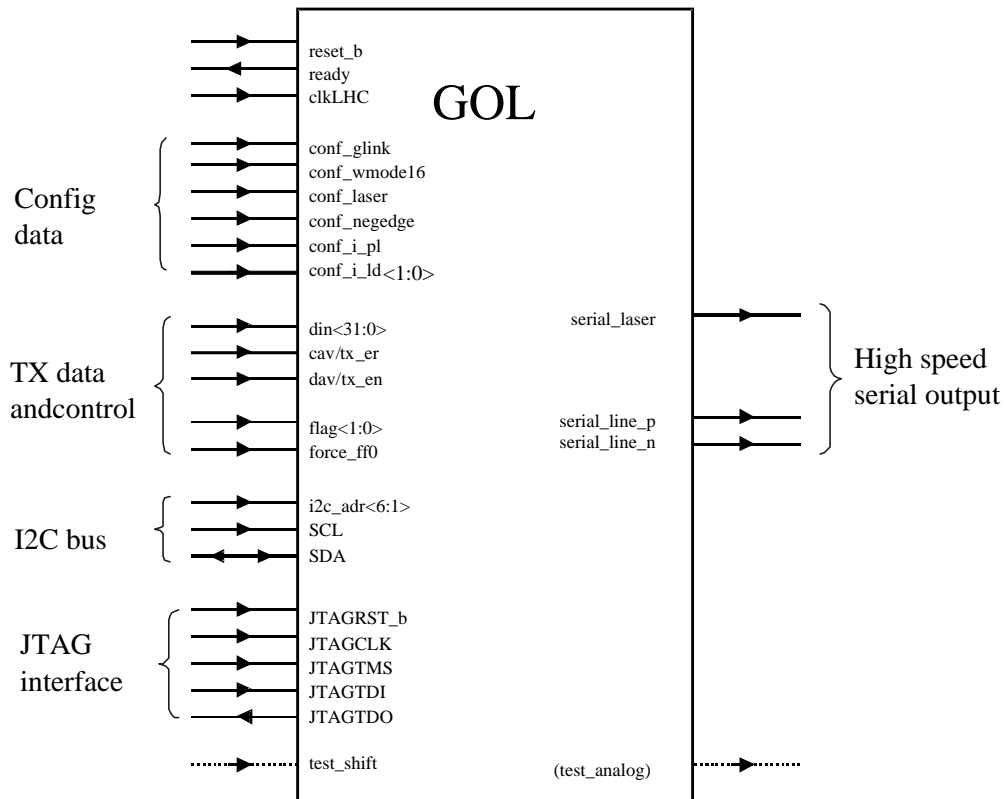 GOL
reset_b
ready
clkLHC
Config
data
conf_glink
conf_wmode16
conf_laser
conf_negedge
conf_i_pl
conf_i_ld<1:0>
TX data
andcontrol
din<31:0>
cav/tx_er
dav/tx_en
flag<1:0>
force_ff0
I2C bus
i2c_adr<6:1>
SCL
SDA
JTAG
interface
JTAGRST_b
JTAGCLK
JTAGTMS
JTAGTDI
JTAGTDO
test_shift
serial_laser
serial_line_p
serial_line_n
High speed
serial output
(test_analog)